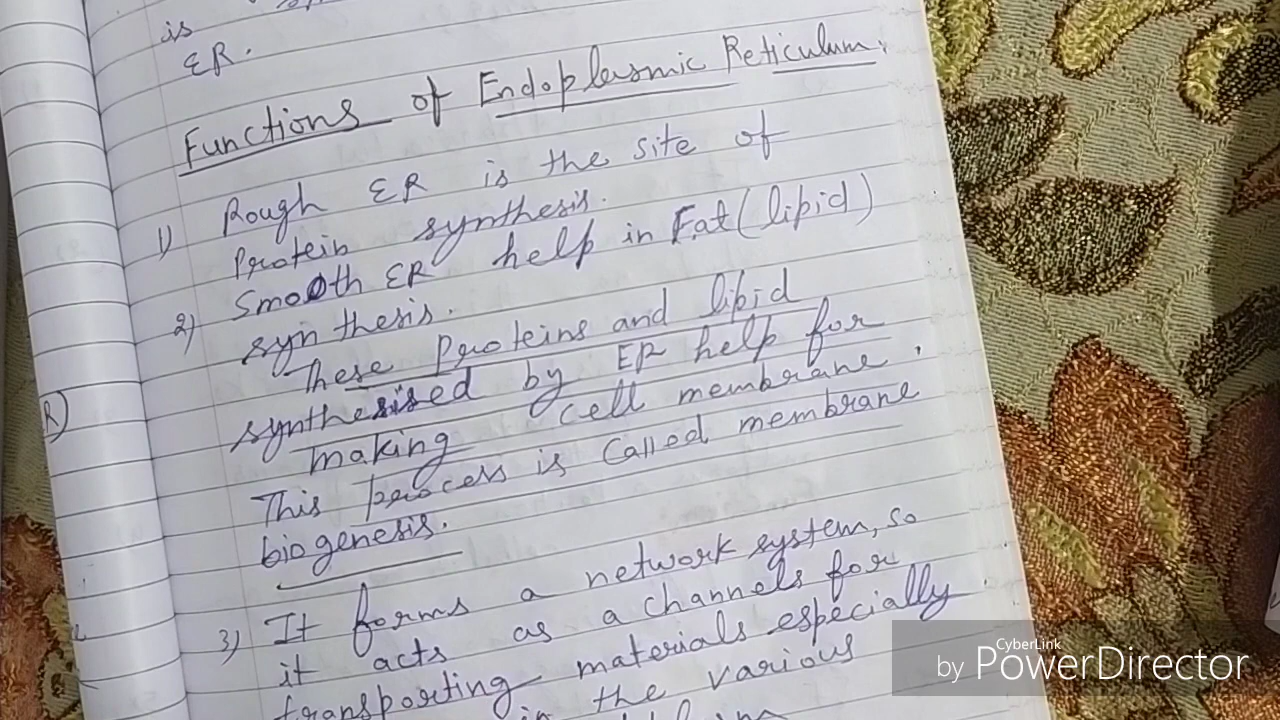 is
ER.
Functions of Endoplasmic Reticulum.
1) Rough ER is the site of
Protein synthesis.
2) Smooth ER help in Fat (lipid)
synthesis.
R) These Proteins and lipid
synthesised by ER help for
making cell membrane.
This process is called membrane
biogenesis.
3) It forms a network system, so
it acts as a channels for
transporting materials especially
in the various
CyberLink
by PowerDirector